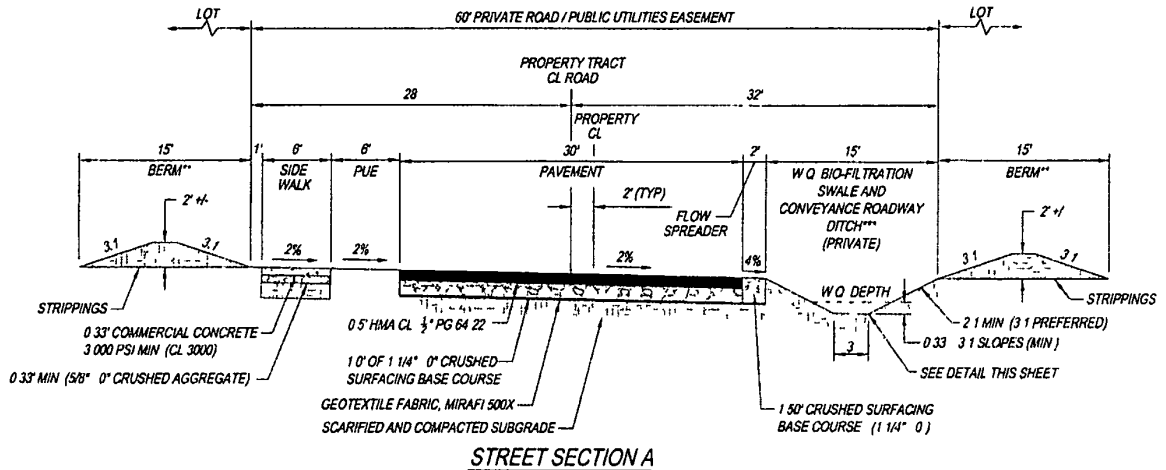 LOT
60' PRIVATE ROAD / PUBLIC UTILITIES EASEMENT
LOT
PROPERTY TRACT
CL ROAD
28
32'
PROPERTY
CL
15'
BERM**
1'
6'
SIDE
WALK
6'
PUE
30'
PAVEMENT
2'
15'
W Q BIO-FILTRATION
SWALE AND
CONVEYANCE ROADWAY
DITCH***
(PRIVATE)
15'
BERM**
2' (TYP)
FLOW
SPREADER
2' +/-
2' +/
3.1
3.1
2%
2%
2%
4%
3 1
3 1
W Q DEPTH
STRIPPINGS
STRIPPINGS
0 33' COMMERCIAL CONCRETE
3 000 PSI MIN (CL 3000)
0 33' MIN (5/8" 0" CRUSHED AGGREGATE)
0 5' HMA CL ½" PG 64 22
1 0' OF 1 1/4" 0" CRUSHED
SURFACING BASE COURSE
GEOTEXTILE FABRIC, MIRAFI 500X
SCARIFIED AND COMPACTED SUBGRADE
2 1 MIN (3 1 PREFERRED)
0 33 3 1 SLOPES (MIN)
3
SEE DETAIL THIS SHEET
1 50' CRUSHED SURFACING
BASE COURSE (1 1/4" 0 )
STREET SECTION A